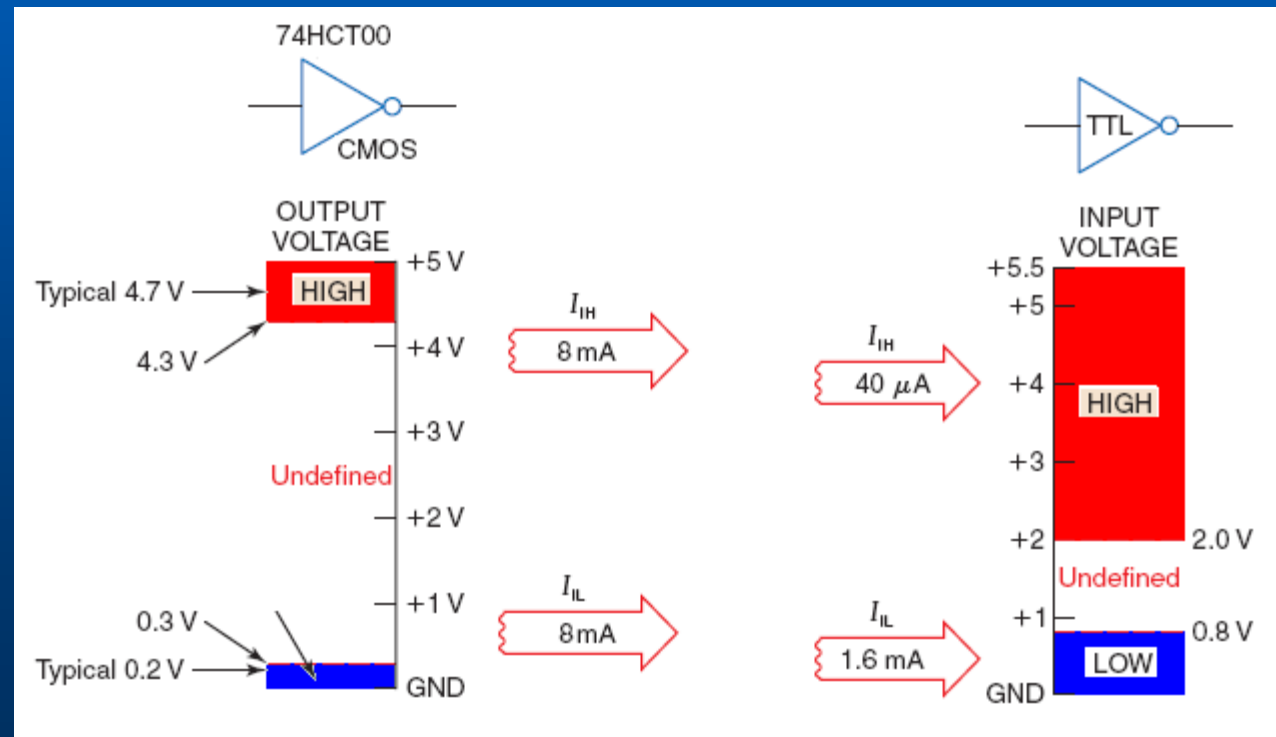 74HCT00
CMOS
OUTPUT
VOLTAGE
+5 V
Typical 4.7 V
HIGH
4.3 V
+4 V
+3 V
Undefined
+2 V
+1 V
0.3 V
Typical 0.2 V
GND
I_IH
8 mA
I_IL
8mA
I_IH
40 μA
I_IL
1.6 mA
TTL
INPUT
VOLTAGE
+5.5
+5
+4
HIGH
+3
+2
2.0 V
Undefined
+1
0.8 V
LOW
GND